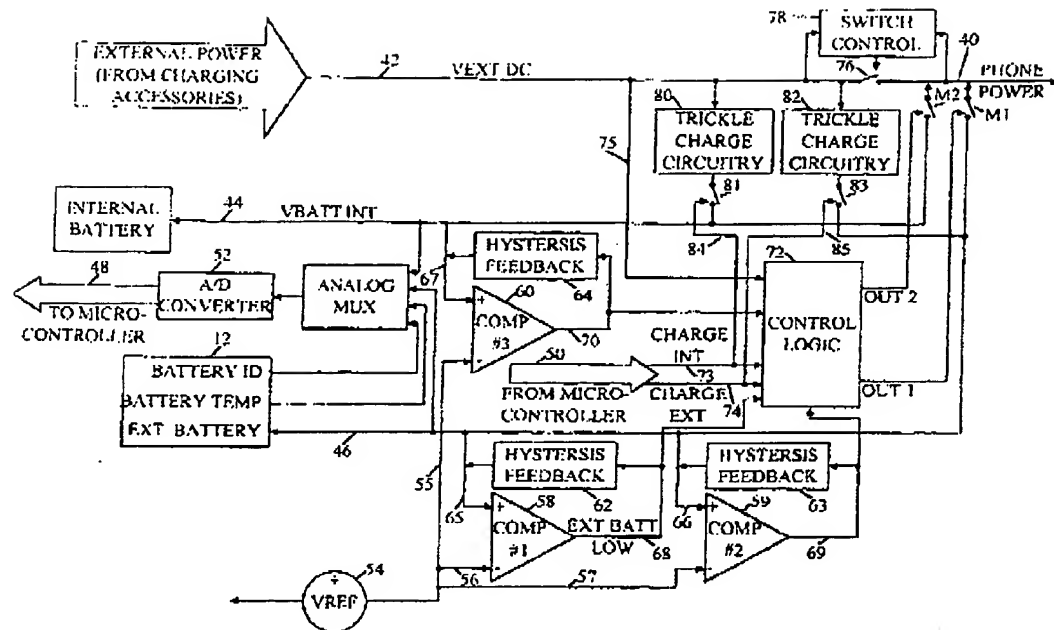 78
SWITCH
CONTROL
EXTERNAL POWER
(FROM CHARGING
ACCESSORIES)
42
VEXT DC
76
40
PHONE
POWER
M2
M1
80
TRICKLE
CHARGE
CIRCUITRY
82
TRICKLE
CHARGE
CIRCUITRY
75
81
83
INTERNAL
BATTERY
44
VBATT INT
84
85
67
HYSTERSIS
FEEDBACK
64
72
48
52
A/D
CONVERTER
ANALOG
MUX
TO MICRO-
CONTROLLER
+
60
COMP
#3
-
70
CONTROL
LOGIC
OUT 2
OUT 1
CHARGE
INT
73
50
FROM MICRO-
CONTROLLER
CHARGE
EXT
74
12
BATTERY ID
BATTERY TEMP
EXT BATTERY
46
55
HYSTERSIS
FEEDBACK
62
HYSTERSIS
FEEDBACK
63
65
+
58
COMP
#1
-
EXT BATT
LOW
68
66
+
59
COMP
#2
-
69
56
57
54
VREF